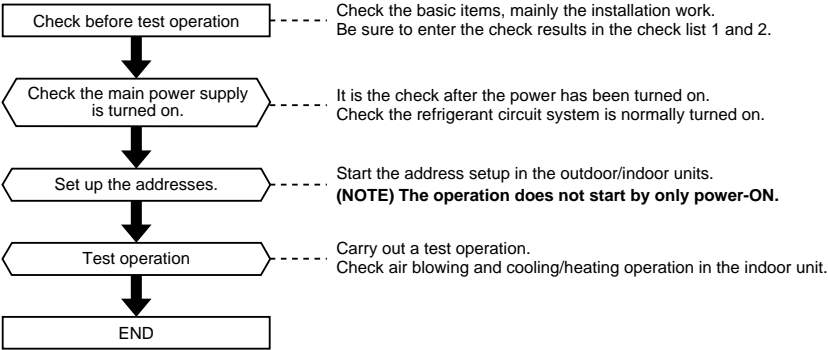 Check before test operation
Check the basic items, mainly the installation work.
Be sure to enter the check results in the check list 1 and 2.
Check the main power supply
is turned on.
It is the check after the power has been turned on.
Check the refrigerant circuit system is normally turned on.
Set up the addresses.
Start the address setup in the outdoor/indoor units.
(NOTE) The operation does not start by only power-ON.
Test operation
Carry out a test operation.
Check air blowing and cooling/heating operation in the indoor unit.
END